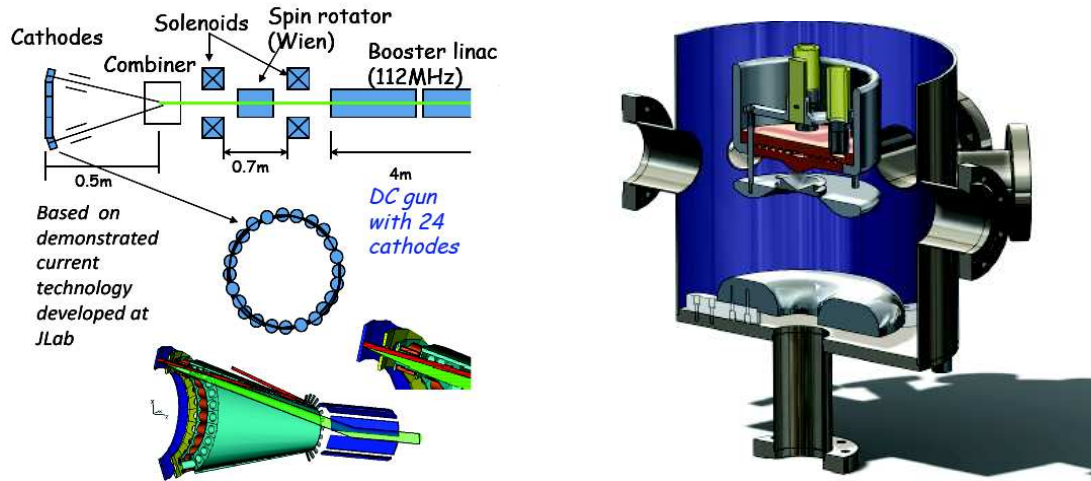 Cathodes
Solenoids
Spin rotator
(Wien)
Combiner
Booster linac
(112MHz)
0.5m
0.7m
4m
Based on
demonstrated
current
technology
developed at
JLab
DC gun
with 24
cathodes